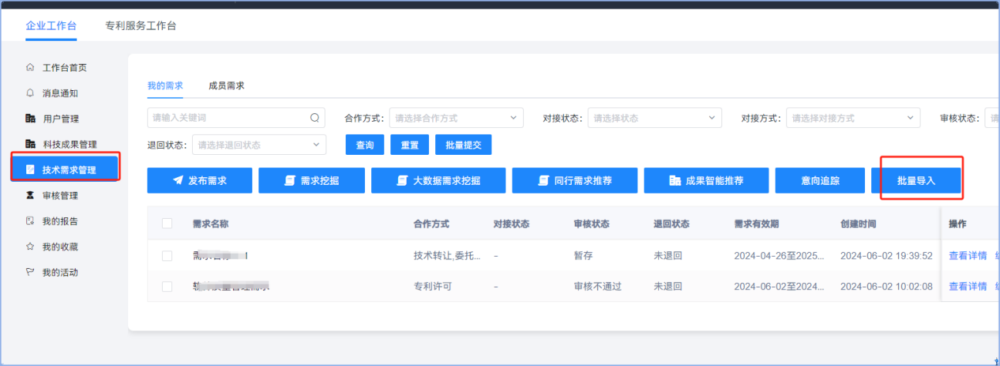 企业工作台 专利服务工作台
工作台首页
消息通知
用户管理
科技成果管理
技术需求管理
审核管理
我的报告
我的收藏
我的活动
我的需求 成员需求
请输入关键词 合作方式： 请选择合作方式 对接状态： 请选择状态 对接方式： 请选择对接方式 审核状态：
退回状态： 请选择退回状态 查询 重置 批量提交
发布需求 需求挖掘 大数据需求挖掘 同行需求推荐 成果智能推荐 意向追踪 批量导入
需求名称 合作方式 对接状态 审核状态 退回状态 需求有效期 创建时间 操作
技术转让,委托... - 暂存 未退回 2024-04-26至2025... 2024-06-02 19:39:52 查看详情
专利许可 - 审核不通过 未退回 2024-06-02至2024... 2024-06-02 10:02:08 查看详情